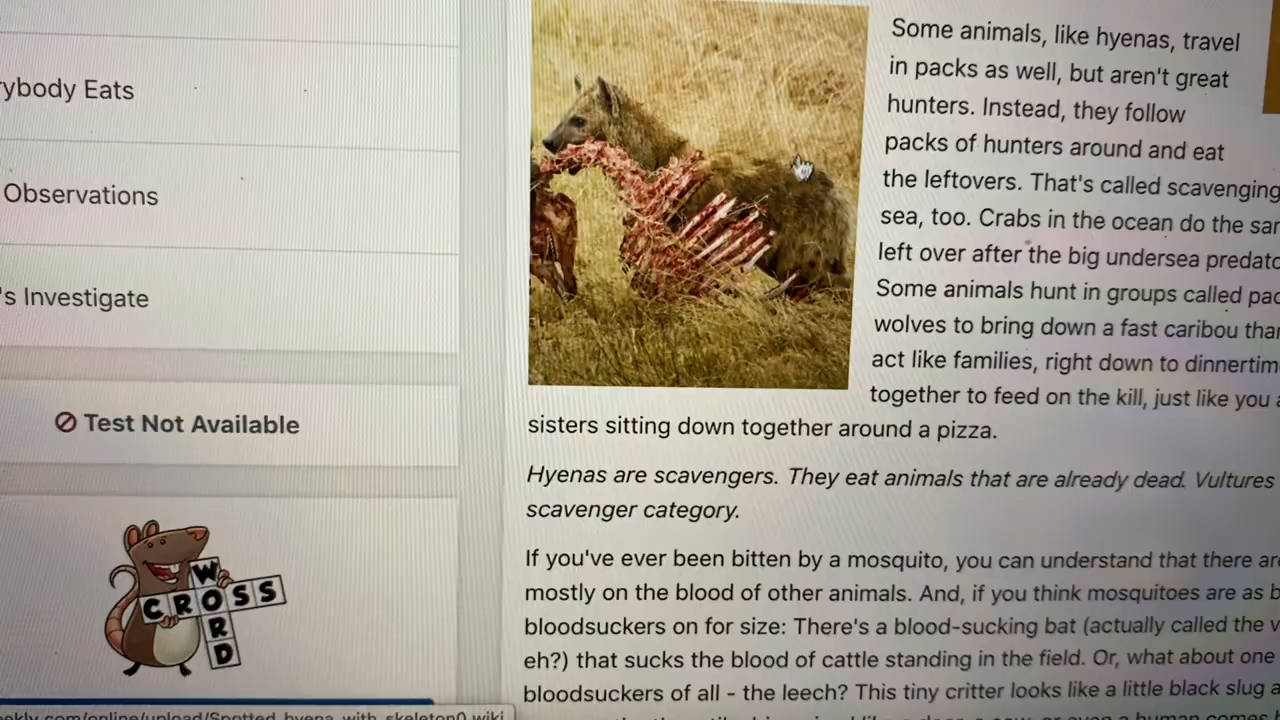 ybody Eats
Observations
's Investigate
Test Not Available
CROSS
WORD
Some animals, like hyenas, travel
in packs as well, but aren't great
hunters. Instead, they follow
packs of hunters around and eat
the leftovers. That's called scavenging
sea, too. Crabs in the ocean do the
left over after the big undersea
Some animals hunt in groups called
wolves to bring down a fast caribou
act like families, right down to
together to feed on the kill, just like you
sisters sitting down together around a pizza.
Hyenas are scavengers. They eat animals that are already dead. Vultures
scavenger category.
If you've ever been bitten by a mosquito, you can understand that there
mostly on the blood of other animals. And, if you think mosquitoes are as
bloodsuckers on for size: There's a blood-sucking bat (actually called the
eh?) that sucks the blood of cattle standing in the field. Or, what about one
bloodsuckers of all - the leech? This tiny critter looks like a little black slug